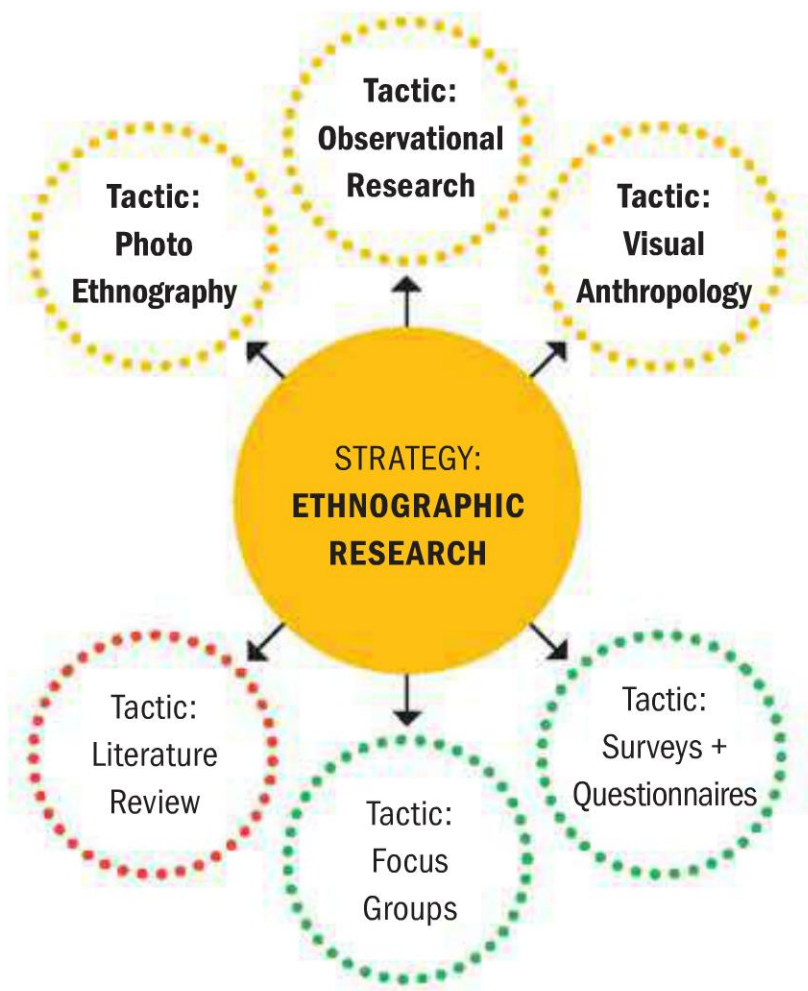 Tactic:
Observational
Research
Tactic:
Photo
Ethnography
Tactic:
Visual
Anthropology
STRATEGY:
ETHNOGRAPHIC
RESEARCH
Tactic:
Literature
Review
Tactic:
Focus
Groups
Tactic:
Surveys +
Questionnaires